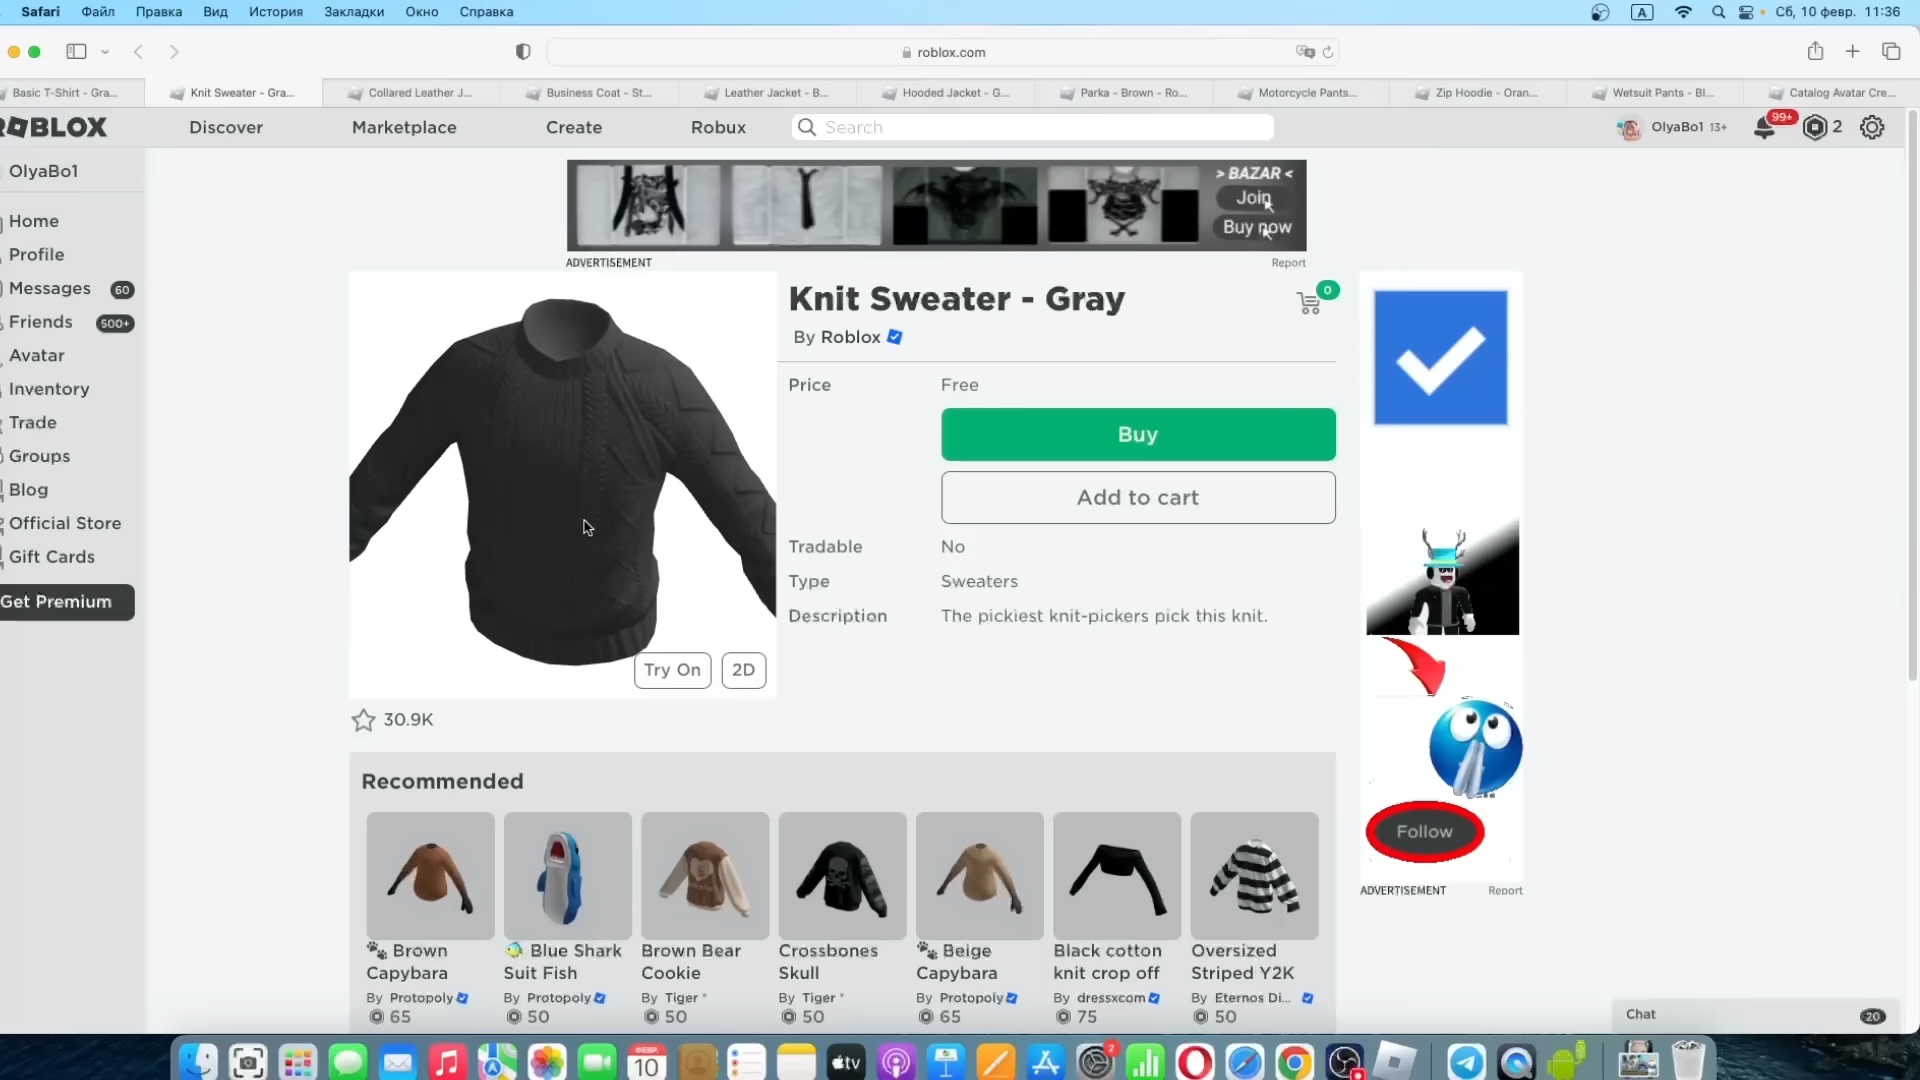 Safari Файл Правка Вид История Закладки Окно Справка A Сб, 10 февр. 11:36
roblox.com
Basic T-Shirt - Gra... Knit Sweater - Gra... Collared Leather J... Business Coat - St... Leather Jacket - B... Hooded Jacket - G... Parka - Brown - Ro... Motorcycle Pants... Zip Hoodie - Oran... Wetsuit Pants - Bl... Catalog Avatar Cre...
ROBLOX Discover Marketplace Create Robux Search OlyaBo1 13+ 99+ 2
OlyaBo1
Home
Profile
Messages 60
Friends 500+
Avatar
Inventory
Trade
Groups
Blog
Official Store
Gift Cards
Get Premium
> BAZAR <
Join
Buy now
ADVERTISEMENT Report
Knit Sweater - Gray
0
By Roblox
Price Free
Buy
Add to cart
Tradable No
Type Sweaters
Description The pickiest knit-pickers pick this knit.
Try On 2D
30.9K
Follow
ADVERTISEMENT Report
Recommended
Brown Capybara
By Protopoly
65
Blue Shark Suit Fish
By Protopoly
50
Brown Bear Cookie
By Tiger *
50
Crossbones Skull
By Tiger *
50
Beige Capybara
By Protopoly
65
Black cotton knit crop off
By dressxcom
75
Oversized Striped Y2K
By Eternos Di...
50
Chat 20
ФЕВР.
10
tv
2